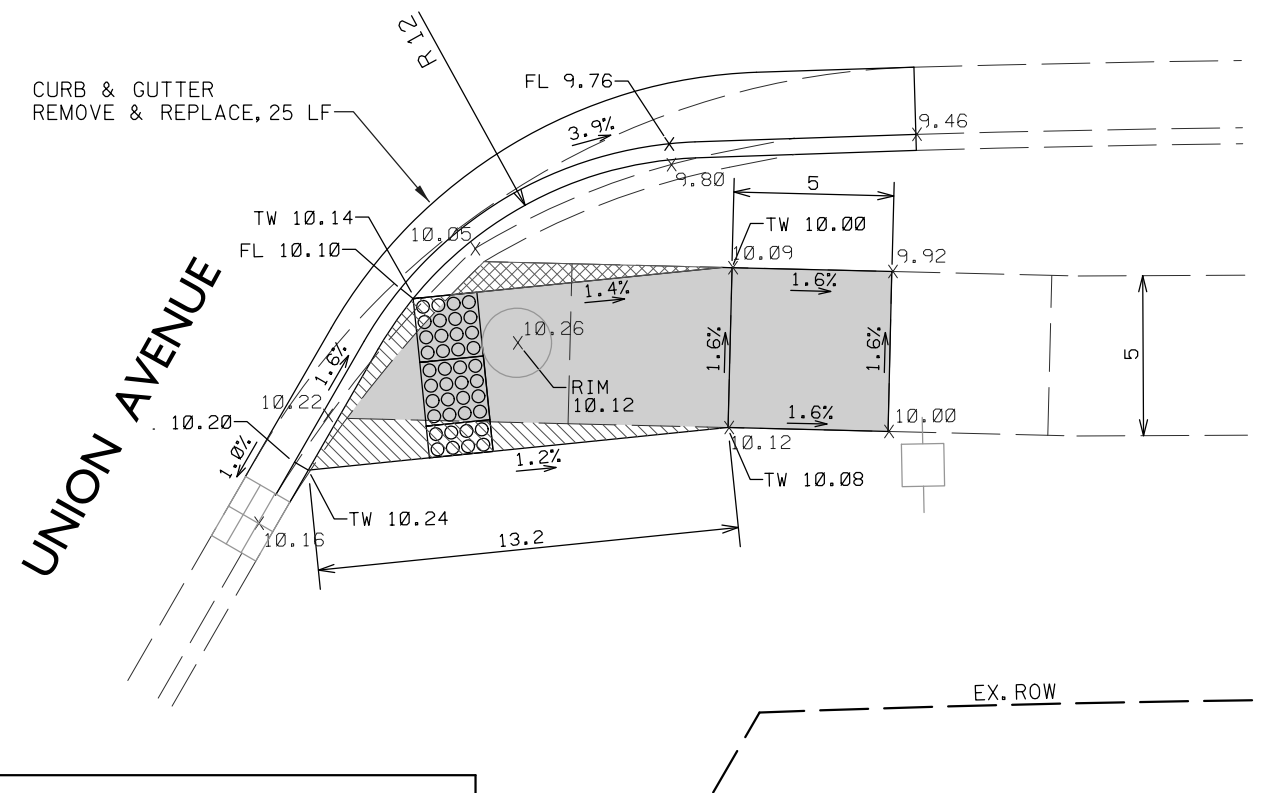 R 12
FL 9.76
CURB & GUTTER
REMOVE & REPLACE, 25 LF
3.9%
9.46
9.80
5
TW 10.14
10.05
TW 10.00
FL 10.10
10.09
9.92
1.4%
1.6%
10.26
1.6%
1.6%
1.6%
5
RIM
10.12
UNION AVENUE
10.22
10.20
1.6%
10.00
1.0%
1.2%
10.12
TW 10.08
TW 10.24
10.16
13.2
EX. ROW